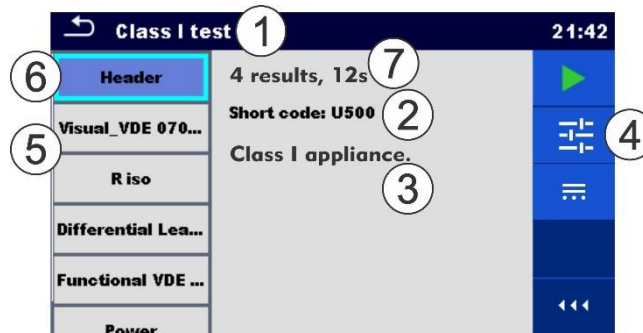 Class I test
1
21:42
6
Header
4 results, 12s
7
Visual_VDE 070...
Short code: U500
2
4
5
Class I appliance.
R iso
3
Differential Lea...
Functional VDE ...
Power